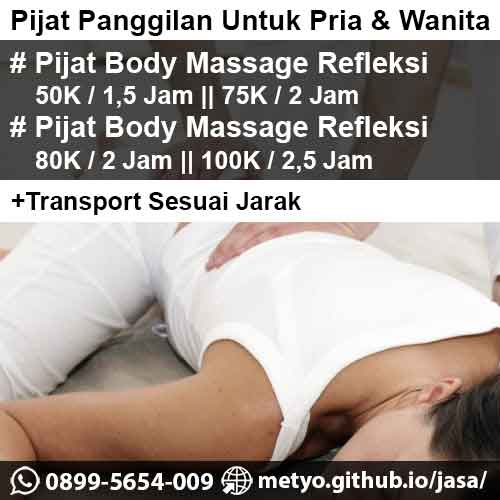 Pijat Panggilan Untuk Pria & Wanita
# Pijat Body Massage Refleksi
50K / 1,5 Jam || 75K / 2 Jam
# Pijat Body Massage Refleksi
80K / 2 Jam || 100K / 2,5 Jam
+Transport Sesuai Jarak
0899-5654-009 metyo.github.io/jasa/